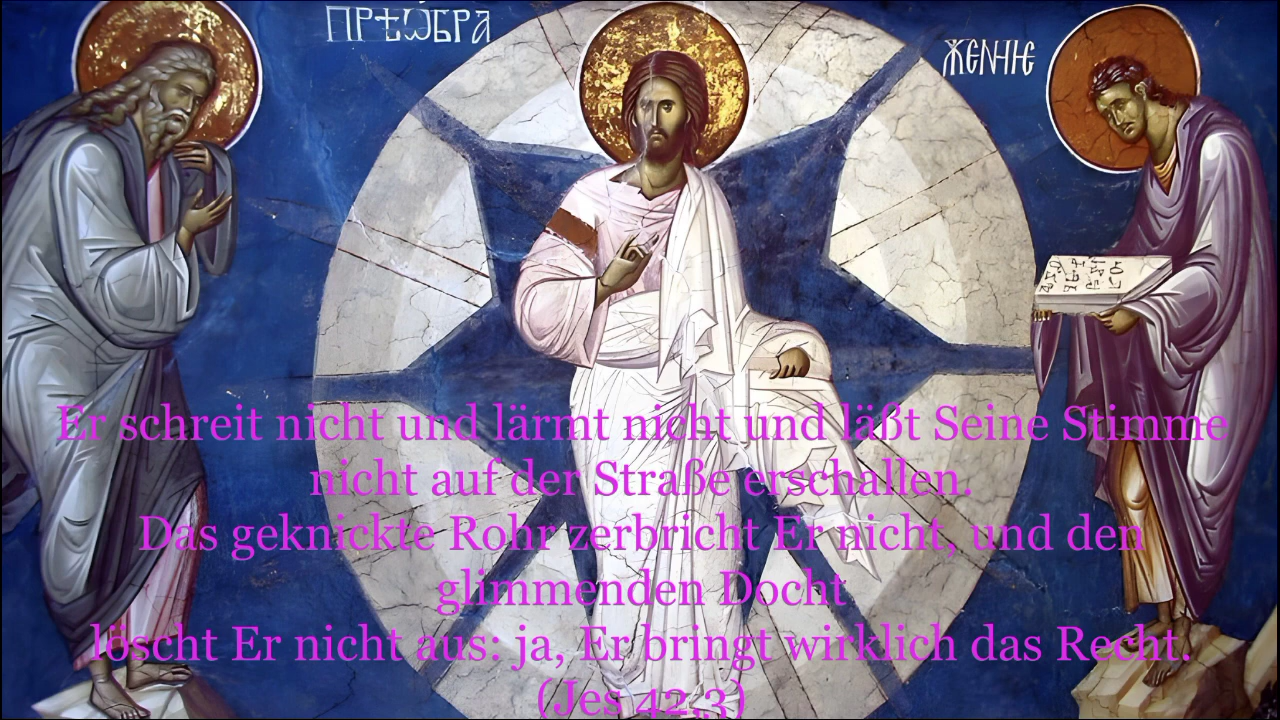 ПРѢѠБРА
ЖЕНИЕ
Er schreit nicht und lärmt nicht und läßt Seine Stimme
nicht auf der Straße erschallen.
Das geknickte Rohr zerbricht Er nicht, und den
glimmenden Docht
löscht Er nicht aus: ja, Er bringt wirklich das Recht.
(Jes 42,3)